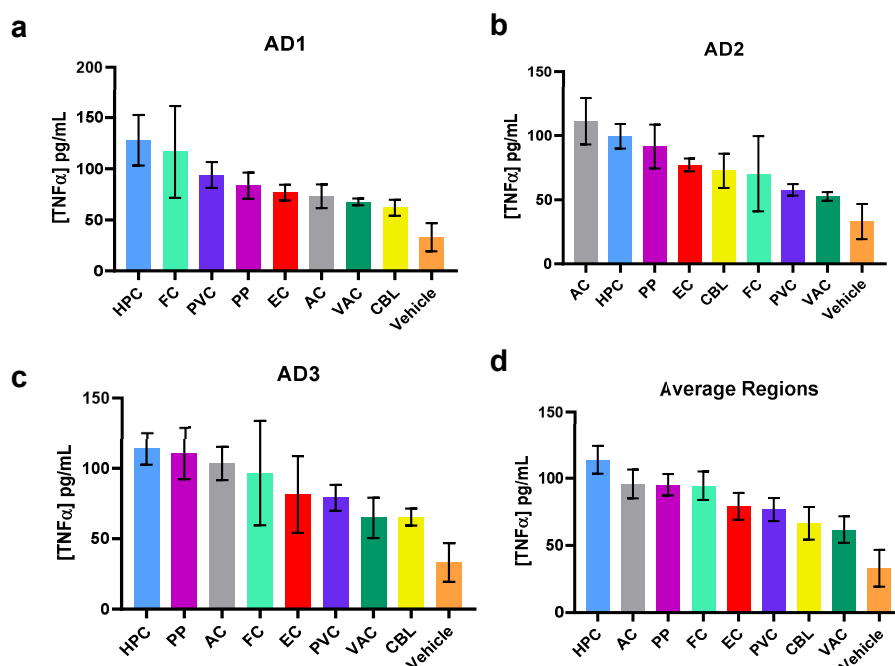 a
AD1
[TNFα] pg/mL
200
150
100
50
0
HPC
FC
PVC
PP
EC
AC
VAC
CBL
Vehicle
b
AD2
[TNFα] pg/mL
150
100
50
0
AC
HPC
PP
EC
CBL
FC
PVC
VAC
Vehicle
c
AD3
[TNFα] pg/mL
150
100
50
0
HPC
PP
AC
FC
EC
PVC
VAC
CBL
Vehicle
d
Average Regions
[TNFα] pg/mL
150
100
50
0
HPC
AC
PP
FC
EC
PVC
CBL
VAC
Vehicle